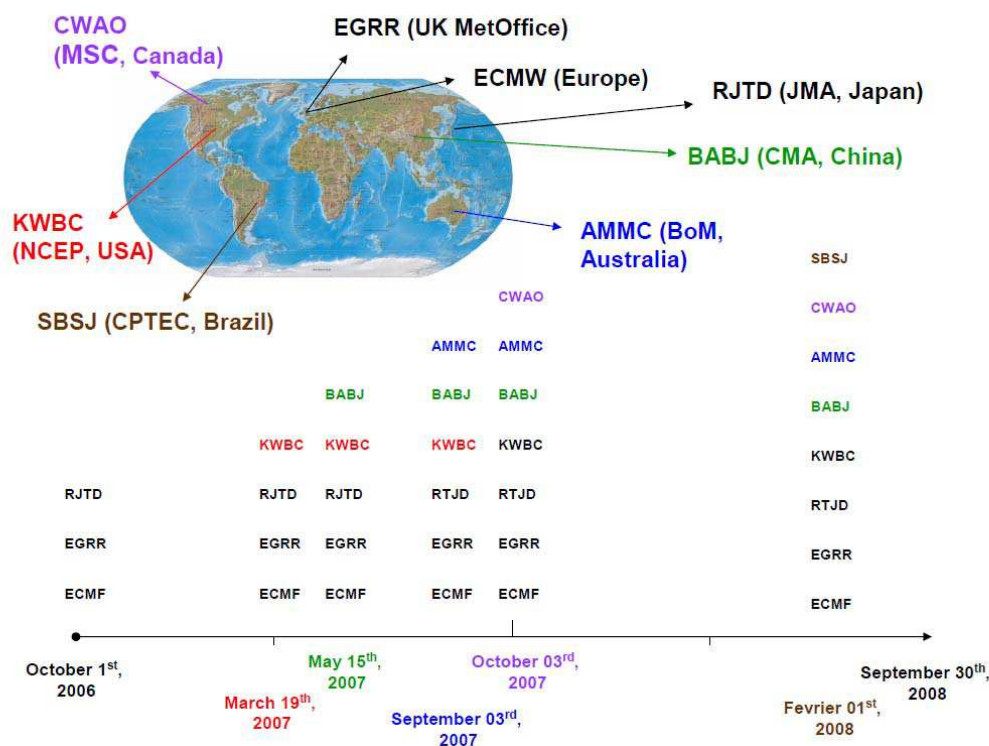 CWAO
(MSC, Canada)
EGRR (UK MetOffice)
ECMW (Europe)
RJTD (JMA, Japan)
BABJ (CMA, China)
KWBC
(NCEP, USA)
AMMC (BoM,
Australia)
SBSJ (CPTEC, Brazil)
SBSJ
CWAO CWAO
AMMC AMMC AMMC
BABJ BABJ BABJ BABJ
KWBC KWBC KWBC KWBC KWBC
RJTD RJTD RJTD RTJD RTJD RTJD
EGRR EGRR EGRR EGRR EGRR EGRR
ECMF ECMF ECMF ECMF ECMF ECMF
October 1st,
2006
March 19th,
2007
May 15th,
2007
September 03rd,
2007
October 03rd,
2007
Fevrier 01st,
2008
September 30th,
2008